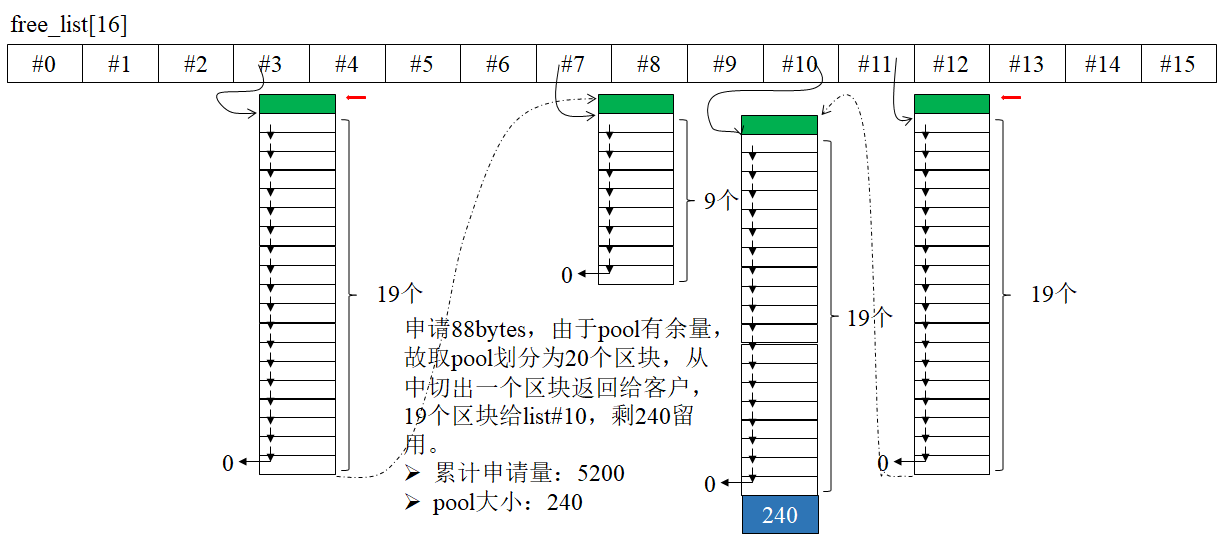 free_list[16]
#0 #1 #2 #3 #4 #5 #6 #7 #8 #9 #10 #11 #12 #13 #14 #15
9个
0
19个
19个
19个
申请88bytes，由于pool有余量，
故取pool划分为20个区块，从
中切出一个区块返回给客户，
19个区块给list#10，剩240留
用。
➢ 累计申请量：5200
➢ pool大小：240
0
0
0
240